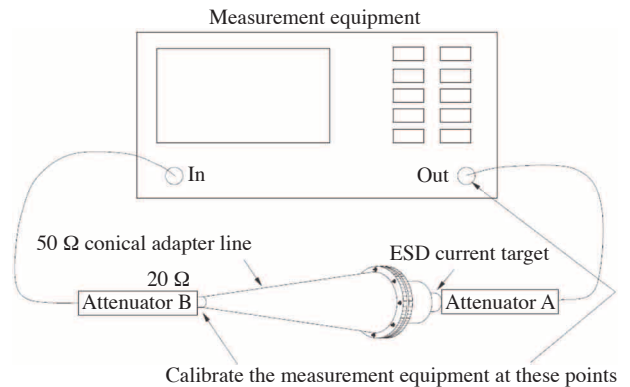 Measurement equipment
In
Out
50 Ω conical adapter line
ESD current target
20 Ω
Attenuator B
Attenuator A
Calibrate the measurement equipment at these points